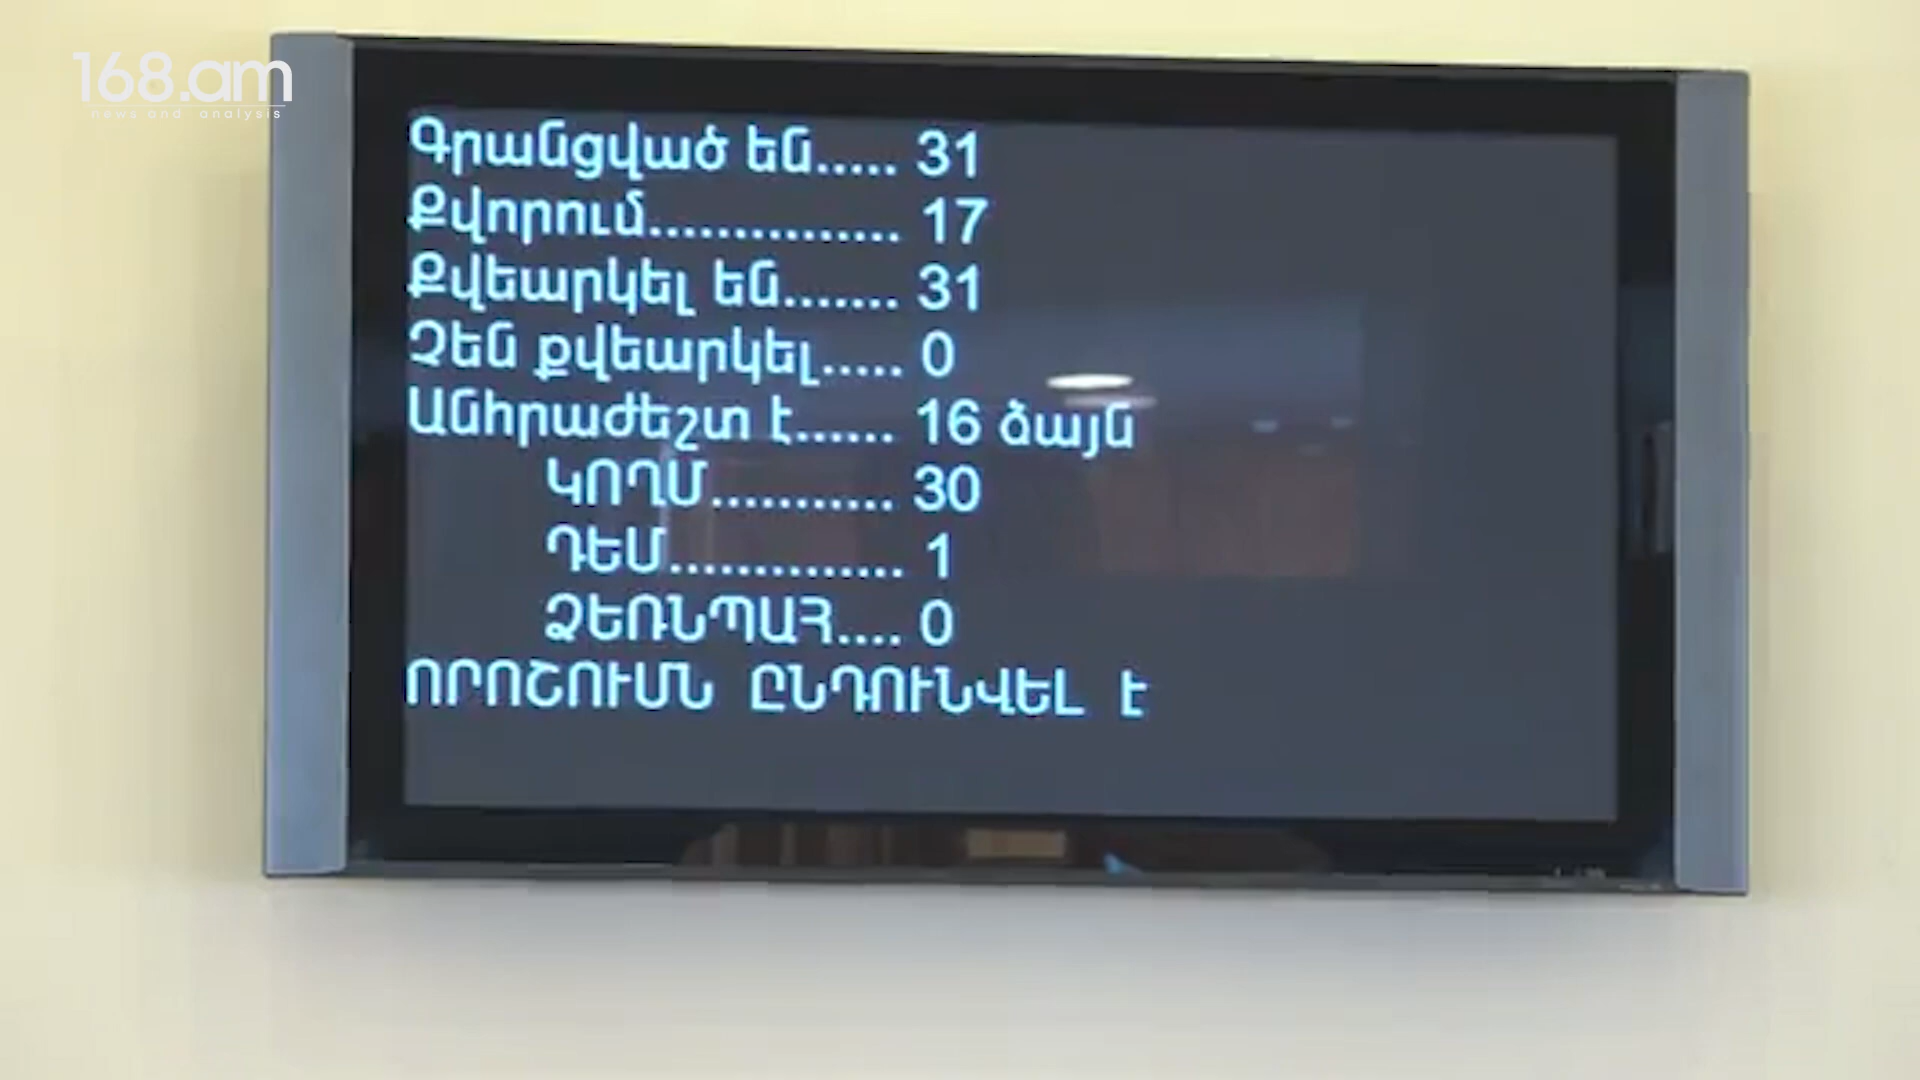 168.am
news and analysis
Գրանցված են..... 31
Քվորում............... 17
Քվեարկել են....... 31
Չեն քվեարկել..... 0
Անհրաժեշտ է...... 16 ձայն
ԿՈՂՄ........... 30
ԴԵՄ.............. 1
ՁԵՌՆՊԱՀ.... 0
ՈՐՈՇՈՒՄՆ ԸՆԴՈՒՆՎԵԼ է